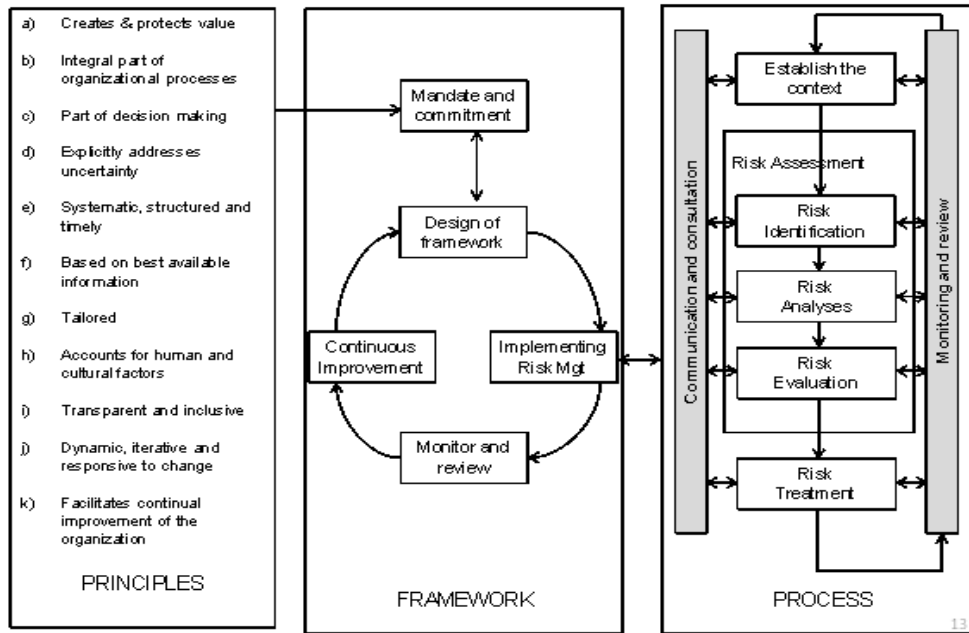 a) Creates & protects value
b) Integral part of
organizational processes
c) Part of decision making
d) Explicitly addresses
uncertainty
e) Systematic, structured and
timely
f) Based on best available
information
g) Tailored
h) Accounts for human and
cultural factors
i) Transparent and inclusive
j) Dynamic, iterative and
responsive to change
k) Facilitates continual
improvement of the
organization
PRINCIPLES
Mandate and
commitment
Design of
framework
Continuous
Improvement
Implementing
Risk Mgt
Monitor and
review
FRAMEWORK
Communication and consultation
Establish the
context
Risk Assessment
Risk
Identification
Risk
Analyses
Risk
Evaluation
Risk
Treatment
Monitoring and review
PROCESS
13